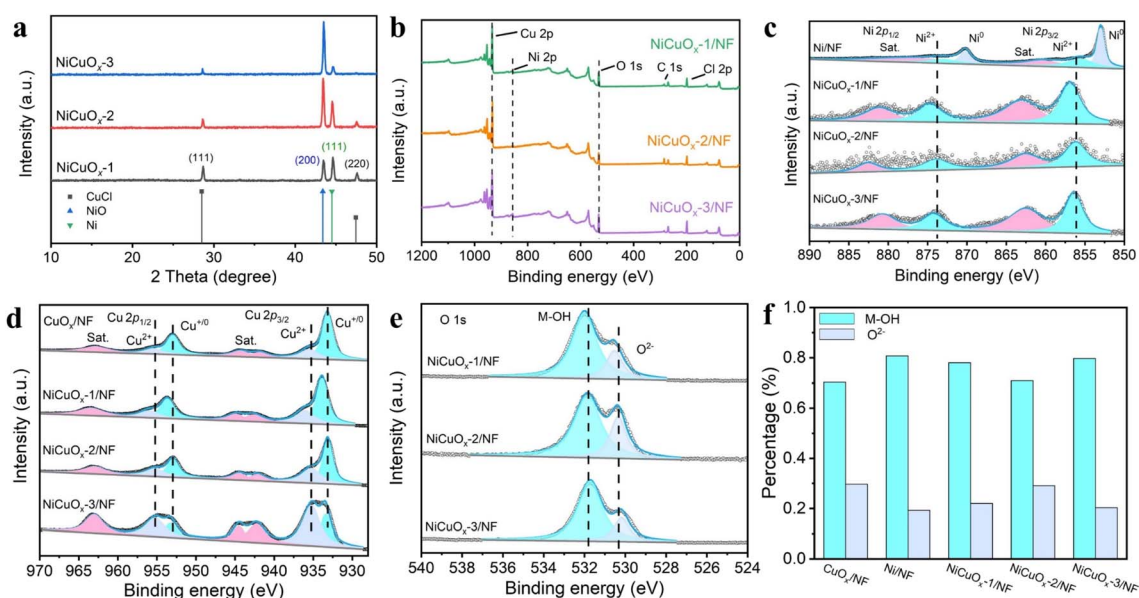 a
NiCuOx-3
NiCuOx-2
NiCuOx-1
(111)
(200)
(111)
(220)
CuCl
NiO
Ni
Intensity (a.u.)
10 20 30 40 50
2 Theta (degree)
b
Cu 2p
Ni 2p
O 1s
C 1s
Cl 2p
NiCuOx-1/NF
NiCuOx-2/NF
NiCuOx-3/NF
Intensity (a.u.)
1200 1000 800 600 400 200 0
Binding energy (eV)
c
Ni 2p1/2
Sat.
Ni2+
Ni0
Ni 2p3/2
Sat.
Ni2+
Ni0
Ni/NF
NiCuOx-1/NF
NiCuOx-2/NF
NiCuOx-3/NF
Intensity (a.u.)
890 885 880 875 870 865 860 855 850
Binding energy (eV)
d
CuOx/NF
Cu 2p1/2
Sat.
Cu2+
Cu+/0
Cu 2p3/2
Sat.
Cu2+
Cu+/0
NiCuOx-1/NF
NiCuOx-2/NF
NiCuOx-3/NF
Intensity (a.u.)
970 965 960 955 950 945 940 935 930
Binding energy (eV)
e
O 1s
M-OH
O2-
NiCuOx-1/NF
NiCuOx-2/NF
NiCuOx-3/NF
Intensity (a.u.)
540 538 536 534 532 530 528 526 524
Binding energy (eV)
f
M-OH
O2-
Percentage (%)
1.0
0.8
0.6
0.4
0.2
0.0
CuOx/NF
Ni/NF
NiCuOx-1/NF
NiCuOx-2/NF
NiCuOx-3/NF